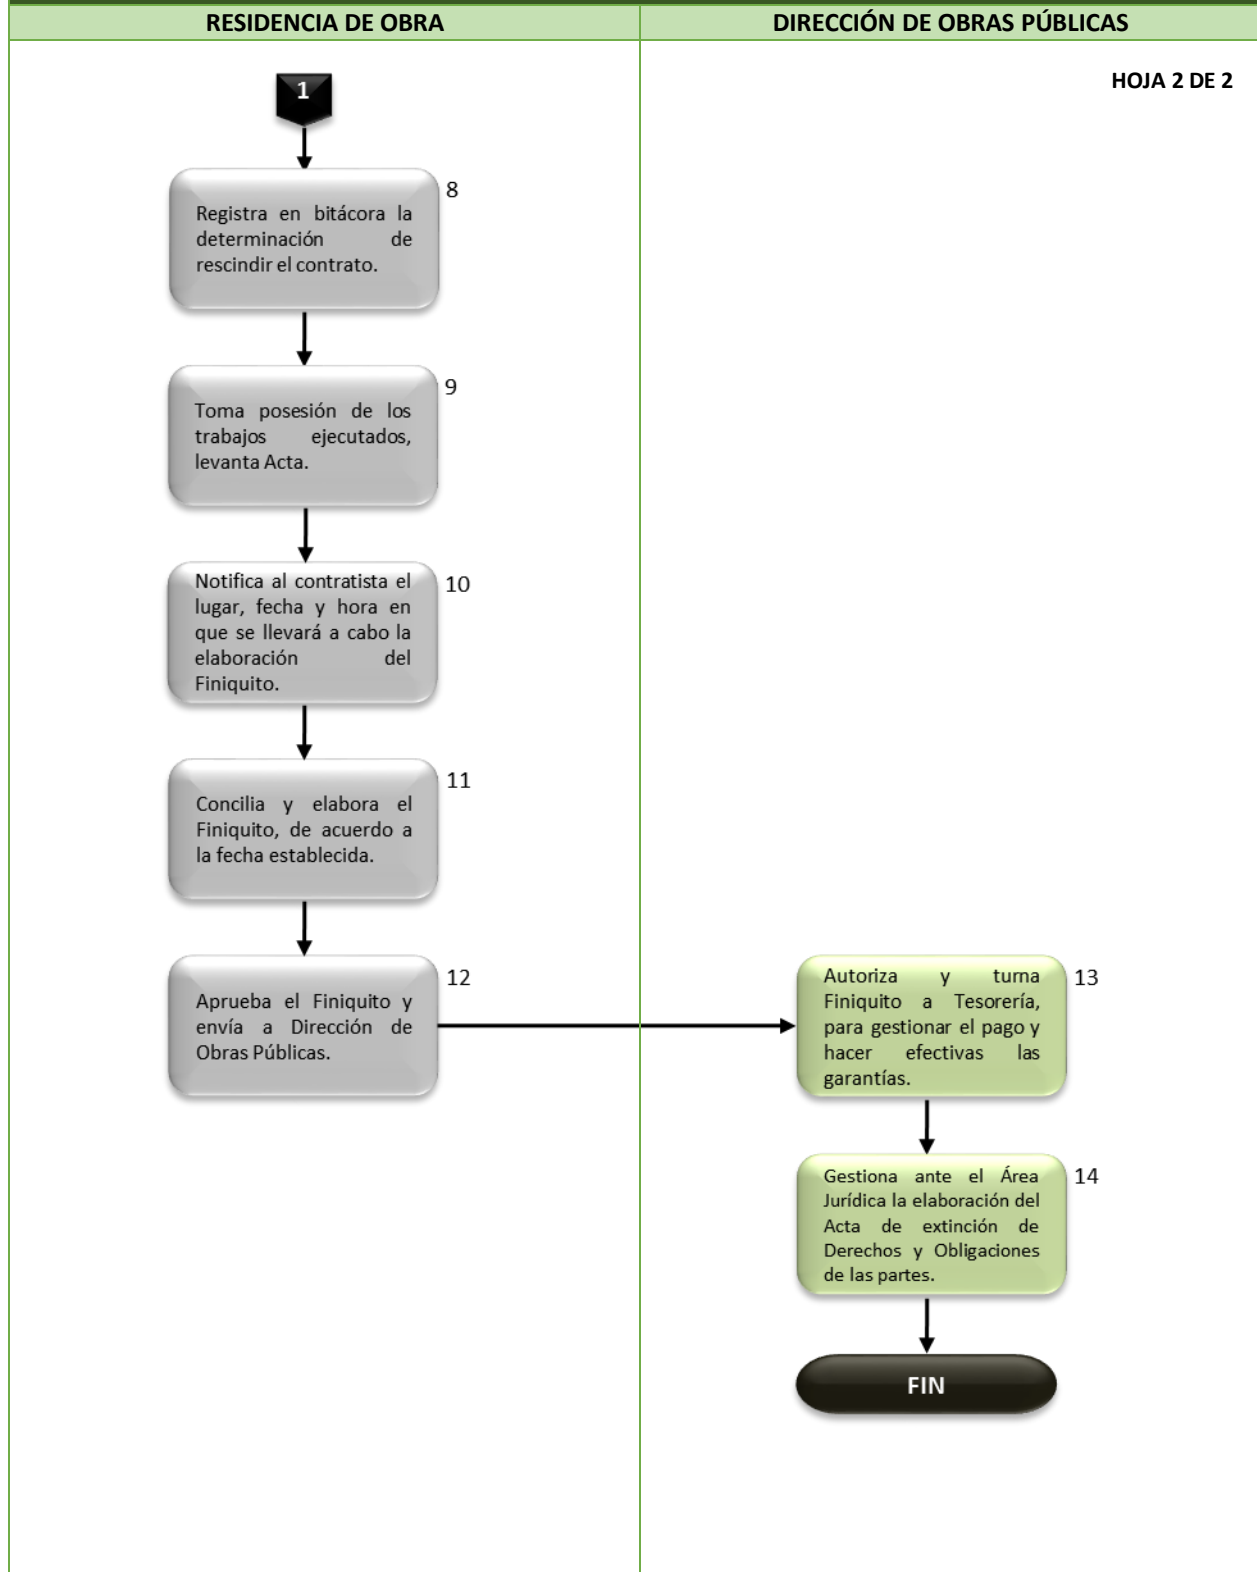 RESIDENCIA DE OBRA
DIRECCIÓN DE OBRAS PÚBLICAS
HOJA 2 DE 2
1
8
Registra en bitácora la
determinación de
rescindir el contrato.
9
Toma posesión de los
trabajos ejecutados,
levanta Acta.
10
Notifica al contratista el
lugar, fecha y hora en
que se llevará a cabo la
elaboración del
Finiquito.
11
Concilia y elabora el
Finiquito, de acuerdo a
la fecha establecida.
12
Aprueba el Finiquito y
envía a Dirección de
Obras Públicas.
13
Autoriza y turna
Finiquito a Tesorería,
para gestionar el pago y
hacer efectivas las
garantías.
14
Gestiona ante el Área
Jurídica la elaboración del
Acta de extinción de
Derechos y Obligaciones
de las partes.
FIN